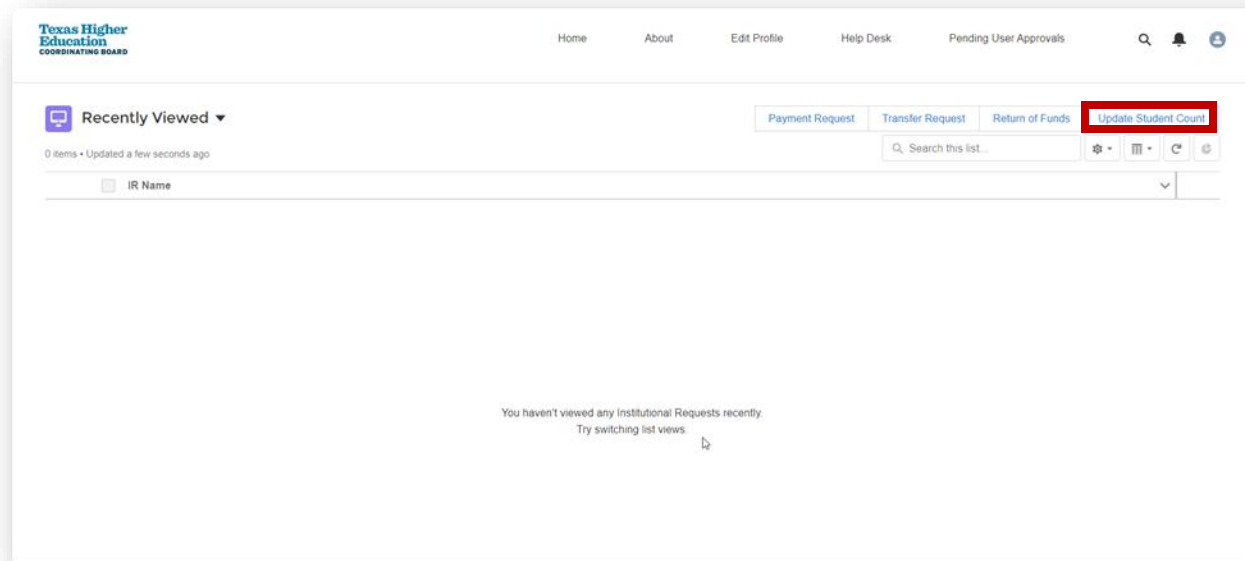 Texas Higher
Education
COORDINATING BOARD
Home About Edit Profile Help Desk Pending User Approvals
Recently Viewed
Payment Request Transfer Request Return of Funds Update Student Count
0 items • Updated a few seconds ago
Search this list...
IR Name
You haven't viewed any Institutional Requests recently.
Try switching list views.